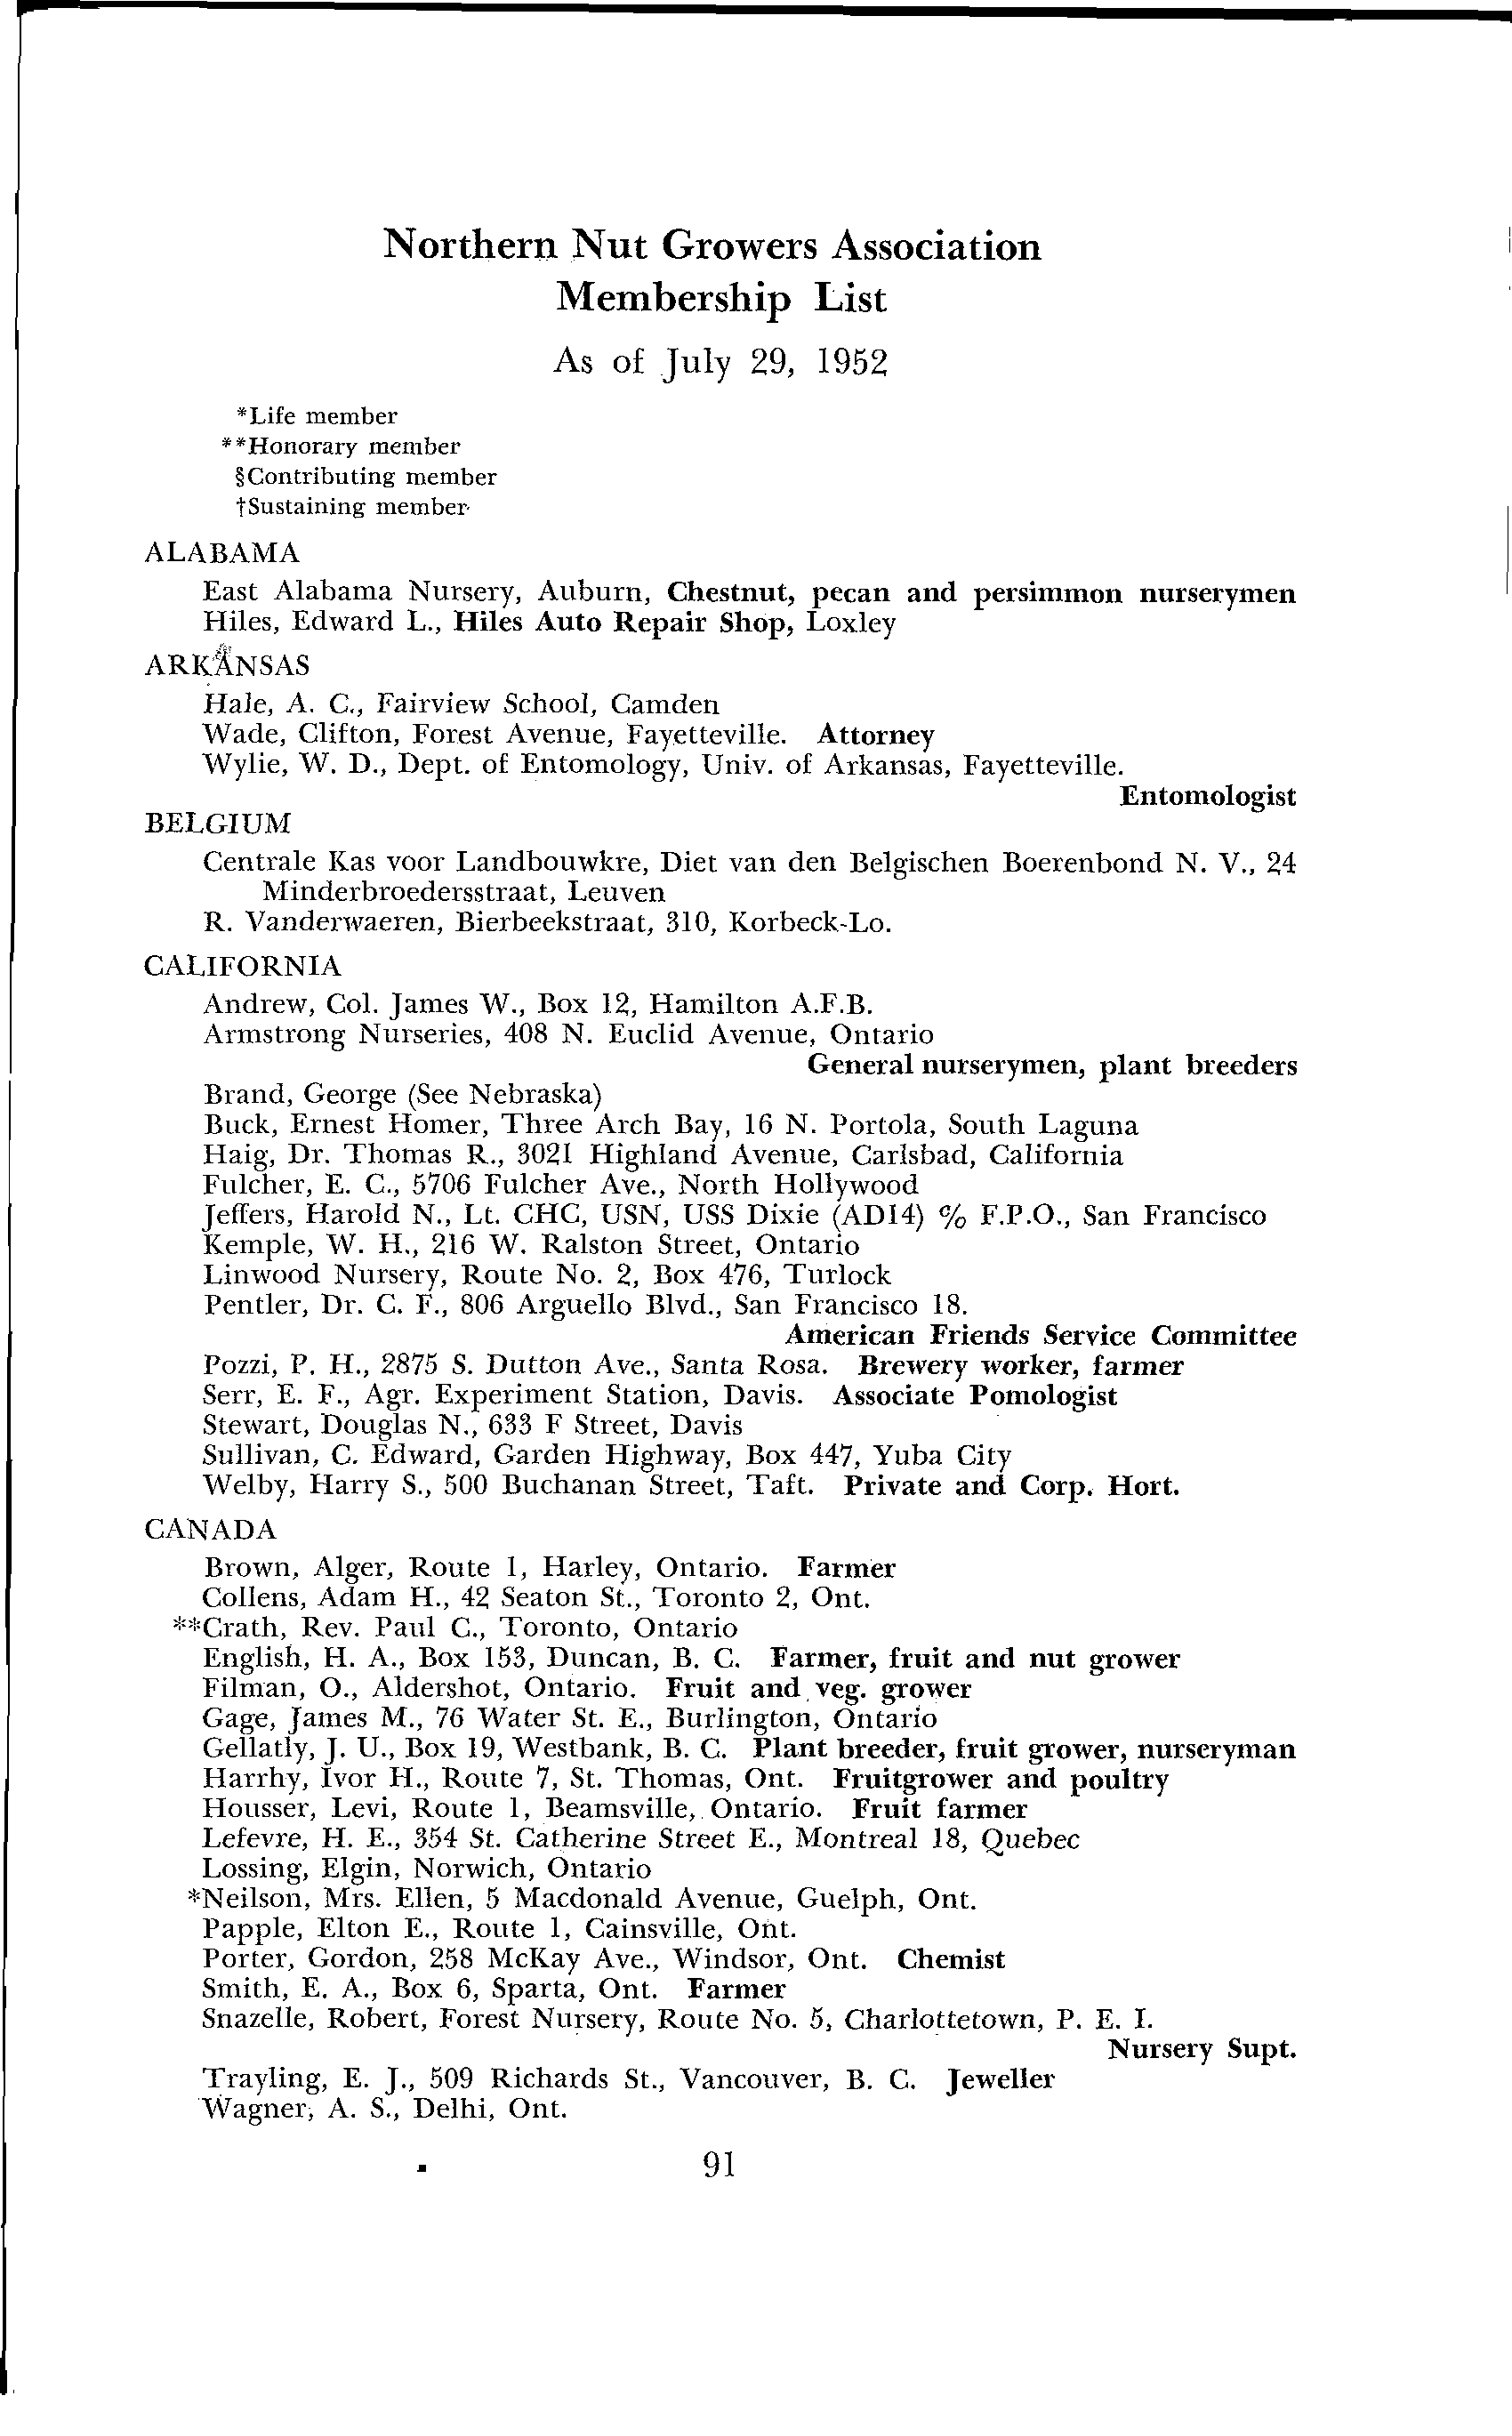 Northern Nut Growers Association
Membership List
As of July 29, 1952
*Life member
**Honorary member
§Contributing member
†Sustaining member
ALABAMA
East Alabama Nursery, Auburn, Chestnut, pecan and persimmon nurserymen
Hiles, Edward L., Hiles Auto Repair Shop, Loxley
ARKANSAS
Hale, A. C., Fairview School, Camden
Wade, Clifton, Forest Avenue, Fayetteville. Attorney
Wylie, W. D., Dept. of Entomology, Univ. of Arkansas, Fayetteville.
Entomologist
BELGIUM
Centrale Kas voor Landbouwkre, Diet van den Belgischen Boerenbond N. V., 24
Minderbroedersstraat, Leuven
R. Vanderwaeren, Bierbeekstraat, 310, Korbeck-Lo.
CALIFORNIA
Andrew, Col. James W., Box 12, Hamilton A.F.B.
Armstrong Nurseries, 408 N. Euclid Avenue, Ontario
General nurserymen, plant breeders
Brand, George (See Nebraska)
Buck, Ernest Homer, Three Arch Bay, 16 N. Portola, South Laguna
Haig, Dr. Thomas R., 3021 Highland Avenue, Carlsbad, California
Fulcher, E. C., 5706 Fulcher Ave., North Hollywood
Jeffers, Harold N., Lt. CHC, USN, USS Dixie (AD14) % F.P.O., San Francisco
Kemple, W. H., 216 W. Ralston Street, Ontario
Linwood Nursery, Route No. 2, Box 476, Turlock
Pentler, Dr. C. F., 806 Arguello Blvd., San Francisco 18.
American Friends Service Committee
Pozzi, P. H., 2875 S. Dutton Ave., Santa Rosa. Brewery worker, farmer
Serr, E. F., Agr. Experiment Station, Davis. Associate Pomologist
Stewart, Douglas N., 633 F Street, Davis
Sullivan, C. Edward, Garden Highway, Box 447, Yuba City
Welby, Harry S., 500 Buchanan Street, Taft. Private and Corp. Hort.
CANADA
Brown, Alger, Route 1, Harley, Ontario. Farmer
Collens, Adam H., 42 Seaton St., Toronto 2, Ont.
**Crath, Rev. Paul C., Toronto, Ontario
English, H. A., Box 153, Duncan, B. C. Farmer, fruit and nut grower
Filman, O., Aldershot, Ontario. Fruit and veg. grower
Gage, James M., 76 Water St. E., Burlington, Ontario
Gellatly, J. U., Box 19, Westbank, B. C. Plant breeder, fruit grower, nurseryman
Harrhy, Ivor H., Route 7, St. Thomas, Ont. Fruitgrower and poultry
Housser, Levi, Route 1, Beamsville, Ontario. Fruit farmer
Lefevre, H. E., 354 St. Catherine Street E., Montreal 18, Quebec
Lossing, Elgin, Norwich, Ontario
*Neilson, Mrs. Ellen, 5 Macdonald Avenue, Guelph, Ont.
Papple, Elton E., Route 1, Cainsville, Ont.
Porter, Gordon, 258 McKay Ave., Windsor, Ont. Chemist
Smith, E. A., Box 6, Sparta, Ont. Farmer
Snazelle, Robert, Forest Nursery, Route No. 5, Charlottetown, P. E. I.
Nursery Supt.
Trayling, E. J., 509 Richards St., Vancouver, B. C. Jeweller
Wagner, A. S., Delhi, Ont.
91